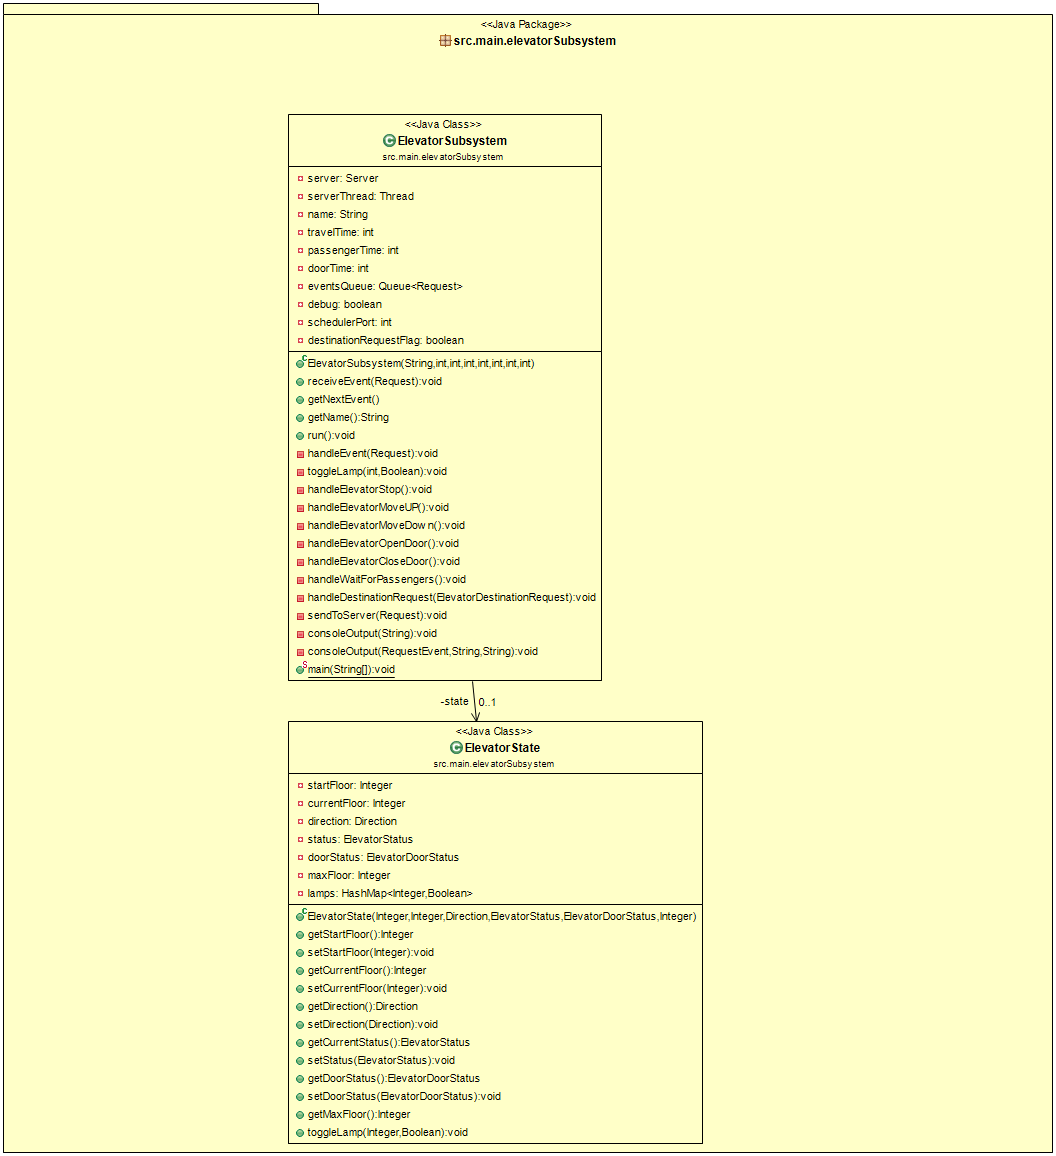 <<Java Package>>
src.main.elevatorSubsystem
<<Java Class>>
ElevatorSubsystem
src.main.elevatorSubsystem
server: Server
serverThread: Thread
name: String
travelTime: int
passengerTime: int
doorTime: int
eventsQueue: Queue<Request>
debug: boolean
schedulerPort: int
destinationRequestFlag: boolean
ElevatorSubsystem(String,int,int,int,int,int,int,int)
receiveEvent(Request):void
getNextEvent()
getName():String
run():void
handleEvent(Request):void
toggleLamp(int,Boolean):void
handleElevatorStop():void
handleElevatorMoveUP():void
handleElevatorMoveDown():void
handleElevatorOpenDoor():void
handleElevatorCloseDoor():void
handleWaitForPassengers():void
handleDestinationRequest(ElevatorDestinationRequest):void
sendToServer(Request):void
consoleOutput(String):void
consoleOutput(RequestEvent,String,String):void
main(String[]):void
-state 0..1
<<Java Class>>
ElevatorState
src.main.elevatorSubsystem
startFloor: Integer
currentFloor: Integer
direction: Direction
status: ElevatorStatus
doorStatus: ElevatorDoorStatus
maxFloor: Integer
lamps: HashMap<Integer,Boolean>
ElevatorState(Integer,Integer,Direction,ElevatorStatus,ElevatorDoorStatus,Integer)
getStartFloor():Integer
setStartFloor(Integer):void
getCurrentFloor():Integer
setCurrentFloor(Integer):void
getDirection():Direction
setDirection(Direction):void
getCurrentStatus():ElevatorStatus
setStatus(ElevatorStatus):void
getDoorStatus():ElevatorDoorStatus
setDoorStatus(ElevatorDoorStatus):void
getMaxFloor():Integer
toggleLamp(Integer,Boolean):void